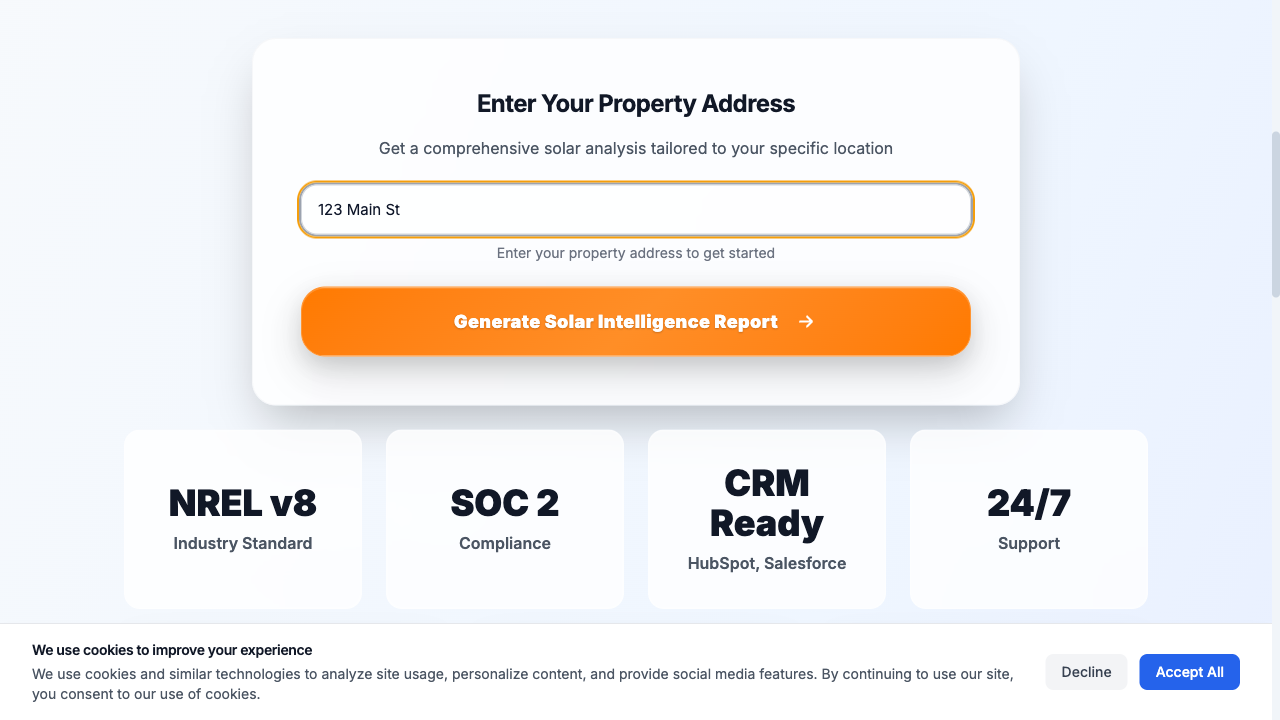 Enter Your Property Address
Get a comprehensive solar analysis tailored to your specific location
123 Main St
Enter your property address to get started
Generate Solar Intelligence Report →
NREL v8
Industry Standard
SOC 2
Compliance
CRM
Ready
HubSpot, Salesforce
24/7
Support
We use cookies to improve your experience
We use cookies and similar technologies to analyze site usage, personalize content, and provide social media features. By continuing to use our site,
you consent to our use of cookies.
Decline
Accept All